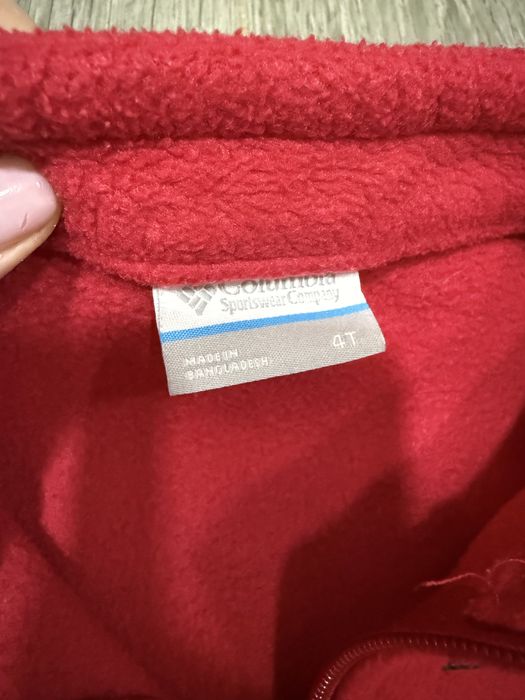 Columbia
Sportswear Company
MADE IN
BANGLADESH
4T